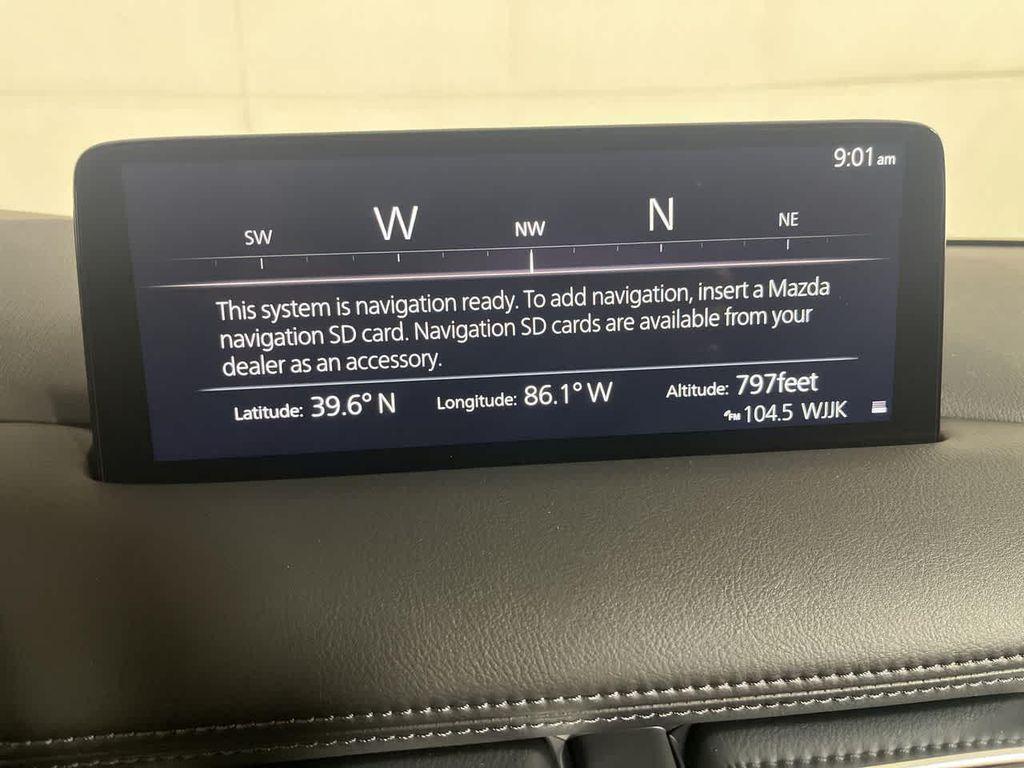 9:01 am
SW W NW N NE
This system is navigation ready. To add navigation, insert a Mazda
navigation SD card. Navigation SD cards are available from your
dealer as an accessory.
Latitude: 39.6° N Longitude: 86.1° W Altitude: 797feet
FM 104.5 WJJK